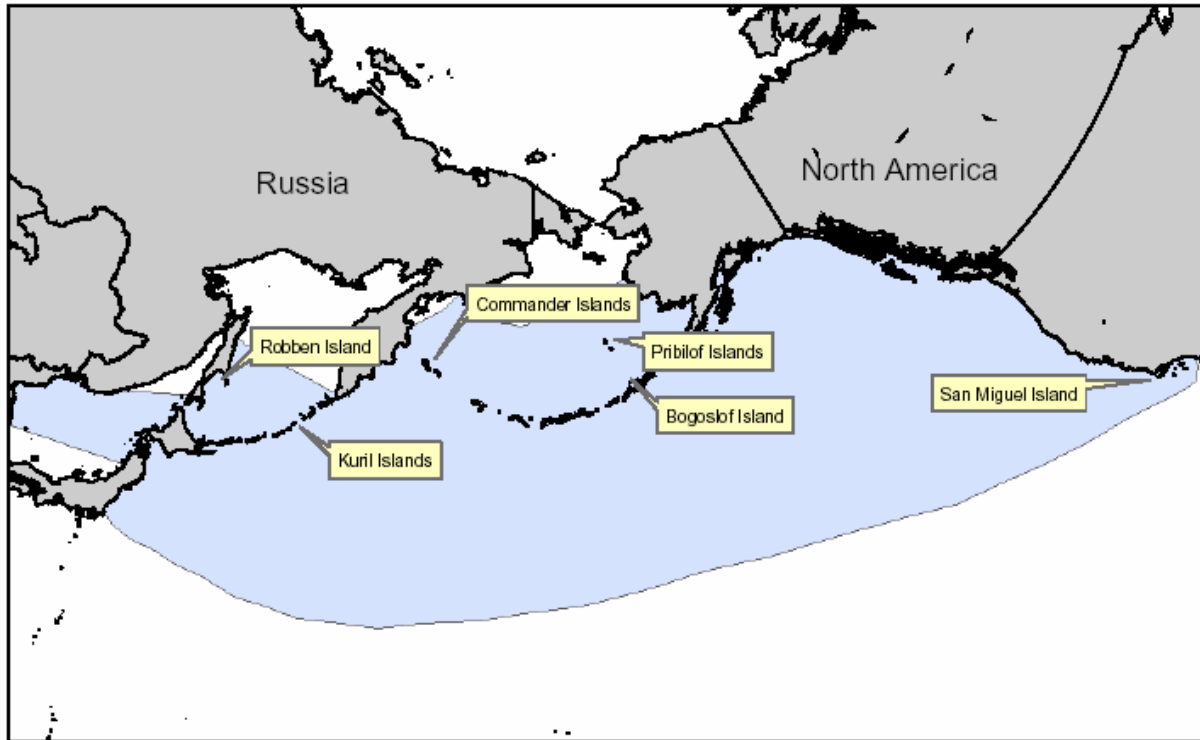 North America
Russia
Commander Islands
Robben Island
Pribilof Islands
San Miguel Island
Bogoslof Island
Kuril Islands